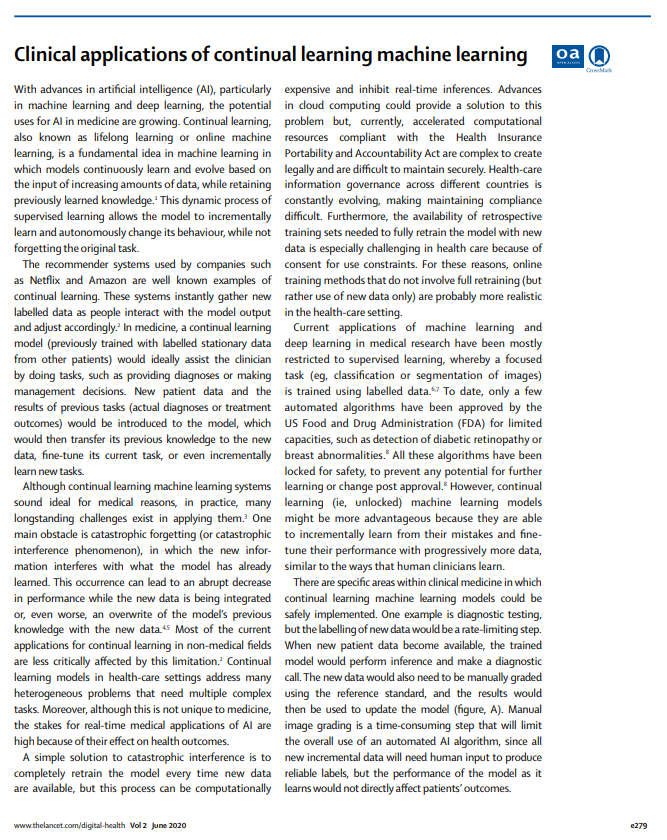 Clinical applications of continual learning machine learning
oa
OPEN ACCESS
CrossMark
With advances in artificial intelligence (AI), particularly
in machine learning and deep learning, the potential
uses for AI in medicine are growing. Continual learning,
also known as lifelong learning or online machine
learning, is a fundamental idea in machine learning in
which models continuously learn and evolve based on
the input of increasing amounts of data, while retaining
previously learned knowledge.1 This dynamic process of
supervised learning allows the model to incrementally
learn and autonomously change its behaviour, while not
forgetting the original task.
The recommender systems used by companies such
as Netflix and Amazon are well known examples of
continual learning. These systems instantly gather new
labelled data as people interact with the model output
and adjust accordingly.2 In medicine, a continual learning
model (previously trained with labelled stationary data
from other patients) would ideally assist the clinician
by doing tasks, such as providing diagnoses or making
management decisions. New patient data and the
results of previous tasks (actual diagnoses or treatment
outcomes) would be introduced to the model, which
would then transfer its previous knowledge to the new
data, fine-tune its current task, or even incrementally
learn new tasks.
Although continual learning machine learning systems
sound ideal for medical reasons, in practice, many
longstanding challenges exist in applying them.3 One
main obstacle is catastrophic forgetting (or catastrophic
interference phenomenon), in which the new infor-
mation interferes with what the model has already
learned. This occurrence can lead to an abrupt decrease
in performance while the new data is being integrated
or, even worse, an overwrite of the model's previous
knowledge with the new data.4,5 Most of the current
applications for continual learning in non-medical fields
are less critically affected by this limitation.2 Continual
learning models in health-care settings address many
heterogeneous problems that need multiple complex
tasks. Moreover, although this is not unique to medicine,
the stakes for real-time medical applications of AI are
high because of their effect on health outcomes.
A simple solution to catastrophic interference is to
completely retrain the model every time new data
are available, but this process can be computationally
expensive and inhibit real-time inferences. Advances
in cloud computing could provide a solution to this
problem but, currently, accelerated computational
resources compliant with the Health Insurance
Portability and Accountability Act are complex to create
legally and are difficult to maintain securely. Health-care
information governance across different countries is
constantly evolving, making maintaining compliance
difficult. Furthermore, the availability of retrospective
training sets needed to fully retrain the model with new
data is especially challenging in health care because of
consent for use constraints. For these reasons, online
training methods that do not involve full retraining (but
rather use of new data only) are probably more realistic
in the health-care setting.
Current applications of machine learning and
deep learning in medical research have been mostly
restricted to supervised learning, whereby a focused
task (eg, classification or segmentation of images)
is trained using labelled data.6,7 To date, only a few
automated algorithms have been approved by the
US Food and Drug Administration (FDA) for limited
capacities, such as detection of diabetic retinopathy or
breast abnormalities.8 All these algorithms have been
locked for safety, to prevent any potential for further
learning or change post approval.8 However, continual
learning (ie, unlocked) machine learning models
might be more advantageous because they are able
to incrementally learn from their mistakes and fine-
tune their performance with progressively more data,
similar to the ways that human clinicians learn.
There are specific areas within clinical medicine in which
continual learning machine learning models could be
safely implemented. One example is diagnostic testing,
but the labelling of new data would be a rate-limiting step.
When new patient data become available, the trained
model would perform inference and make a diagnostic
call. The new data would also need to be manually graded
using the reference standard, and the results would
then be used to update the model (figure, A). Manual
image grading is a time-consuming step that will limit
the overall use of an automated AI algorithm, since all
new incremental data will need human input to produce
reliable labels, but the performance of the model as it
learns would not directly affect patients' outcomes.
www.thelancet.com/digital-health Vol 2 June 2020
e279